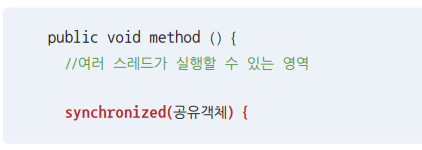 public void method () {
//여러 스레드가 실행할 수 있는 영역
synchronized(공유객체) {